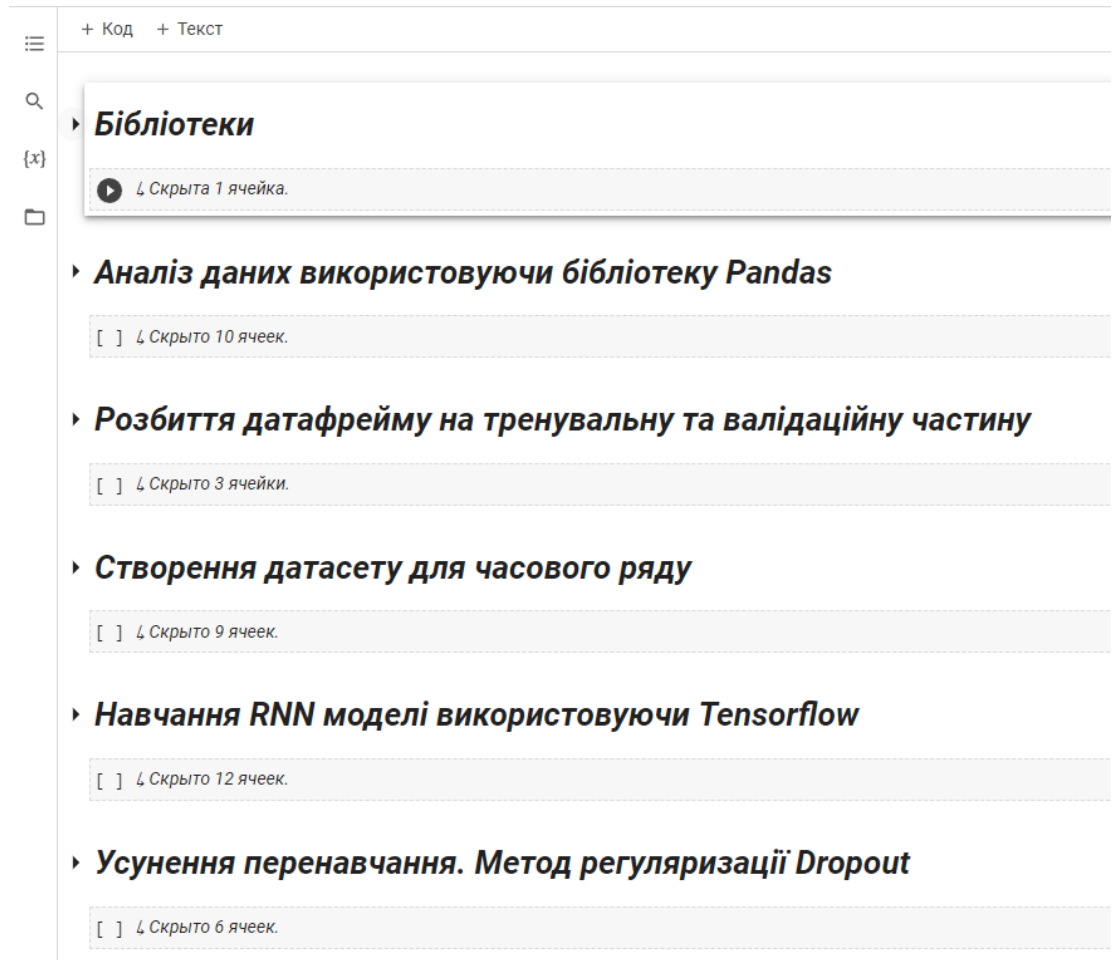 + Код + Текст
{x}
Бібліотеки
Скрыта 1 ячейка.
Аналіз даних використовуючи бібліотеку Pandas
[ ] Скрыто 10 ячеек.
Розбиття датафрейму на тренувальну та валідаційну частину
[ ] Скрыто 3 ячейки.
Створення датасету для часового ряду
[ ] Скрыто 9 ячеек.
Навчання RNN моделі використовуючи Tensorflow
[ ] Скрыто 12 ячеек.
Усунення перенавчання. Метод регуляризації Dropout
[ ] Скрыто 6 ячеек.